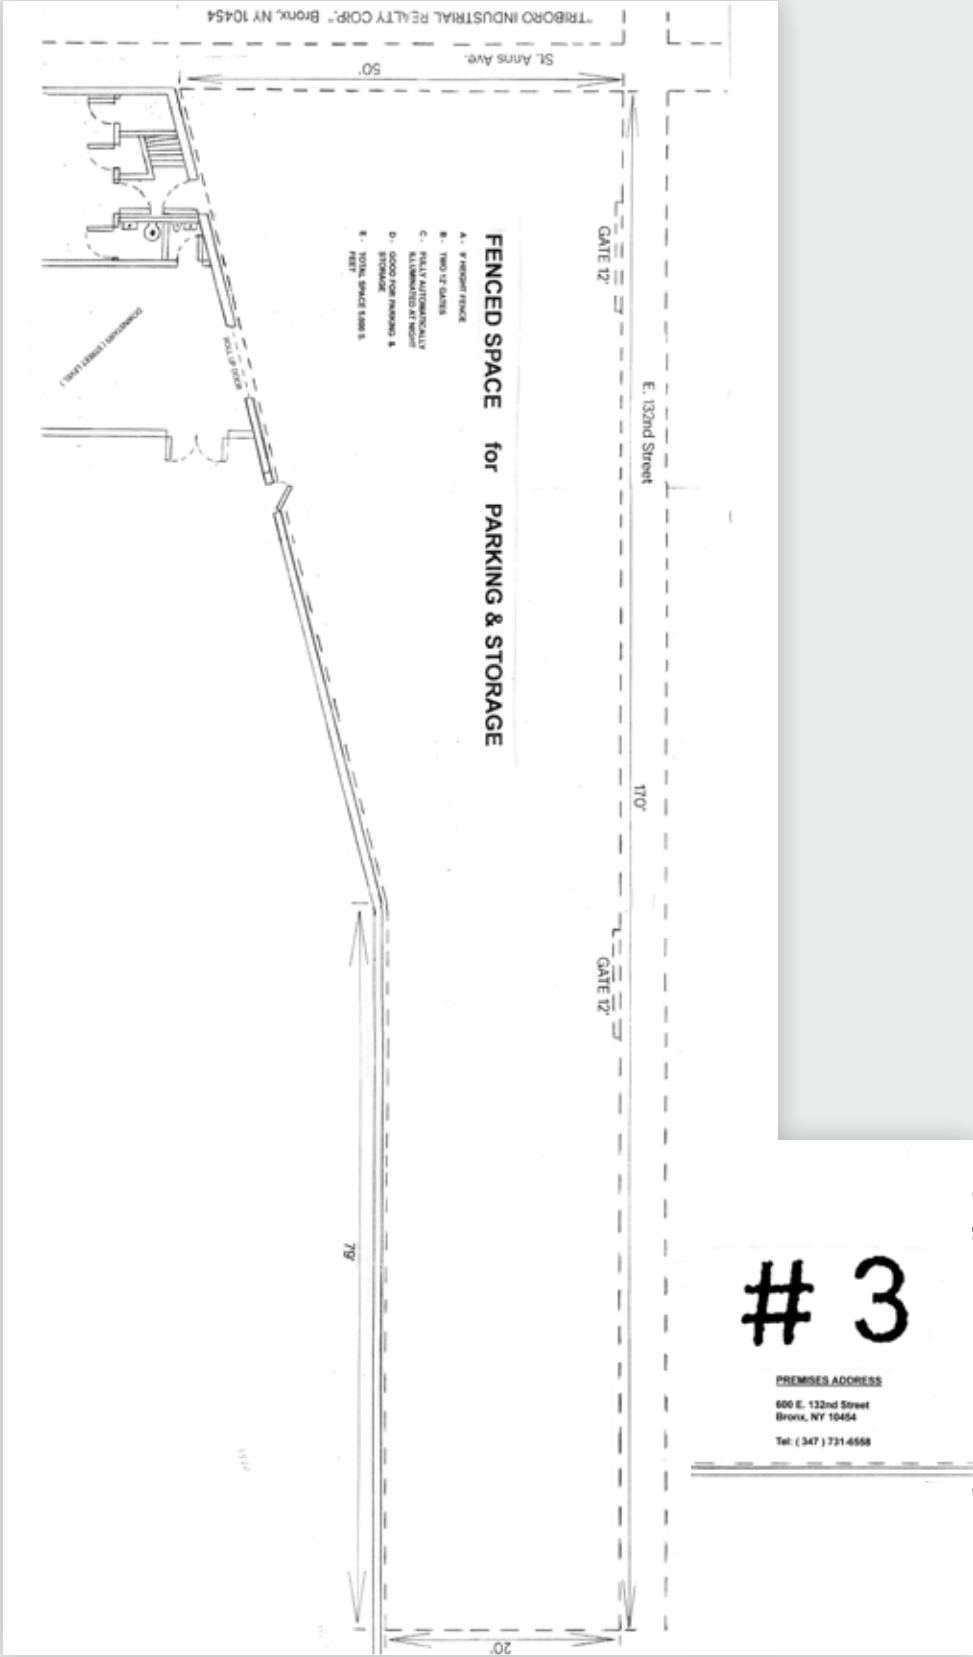 "TRIBORO INDUSTRIAL REALTY CORP." Bronx, NY 10454
St. Anns Ave.
50'
FENCED SPACE for PARKING & STORAGE
A - 9' HEIGHT FENCE
B - TWO 12' GATES
C - FULLY AUTOMATICALLY
ILLUMINATED AT NIGHT
D - GOOD FOR PARKING &
STORAGE
E - TOTAL SPACE 5,000 S.
FEET
GATE 12'
E. 132nd Street
ROLL UP DOOR
DOWNSTAIRS ( STREET LEVEL )
170'
GATE 12'
79'
20'
# 3
PREMISES ADDRESS
600 E. 132nd Street
Bronx, NY 10454
Tel: ( 347 ) 731-6558